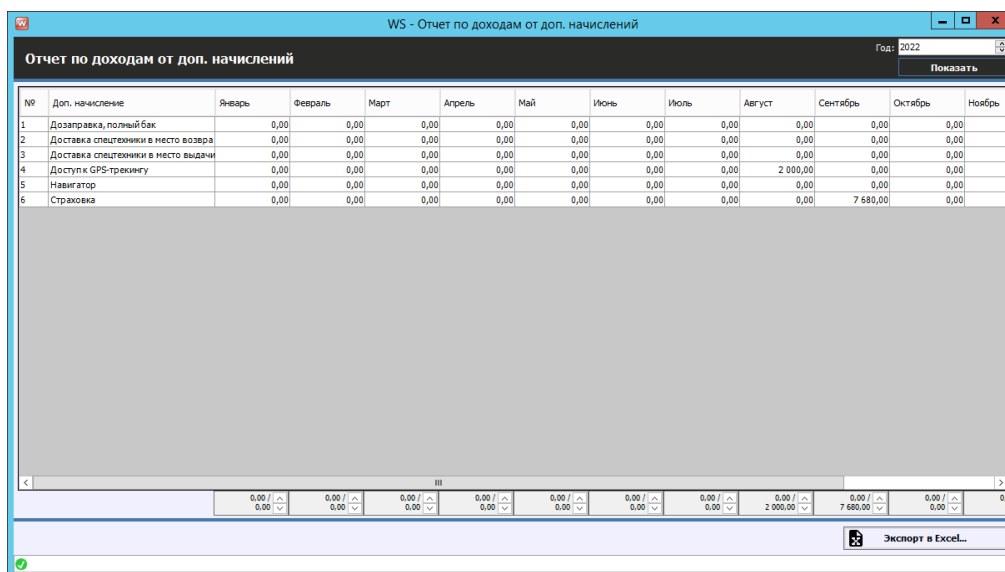 WS - Отчет по доходам от доп. начислений
Отчет по доходам от доп. начислений
Год: 2022
Показать
№ Доп. начисление Январь Февраль Март Апрель Май Июнь Июль Август Сентябрь Октябрь Ноябрь
1 Дозаправка, полный бак 0,00 0,00 0,00 0,00 0,00 0,00 0,00 0,00 0,00 0,00
2 Доставка спецтехники в место возвра 0,00 0,00 0,00 0,00 0,00 0,00 0,00 0,00 0,00 0,00
3 Доставка спецтехники в место выдачи 0,00 0,00 0,00 0,00 0,00 0,00 0,00 0,00 0,00 0,00
4 Доступ к GPS-трекингу 0,00 0,00 0,00 0,00 0,00 0,00 0,00 2 000,00 0,00 0,00
5 Навигатор 0,00 0,00 0,00 0,00 0,00 0,00 0,00 0,00 0,00 0,00
6 Страховка 0,00 0,00 0,00 0,00 0,00 0,00 0,00 0,00 7 680,00 0,00
0,00 / 0,00 / 0,00 / 0,00 / 0,00 / 0,00 / 0,00 / 0,00 / 0,00 / 0,00 /
0,00 0,00 0,00 0,00 0,00 0,00 0,00 2 000,00 7 680,00 0,00
Экспорт в Excel...